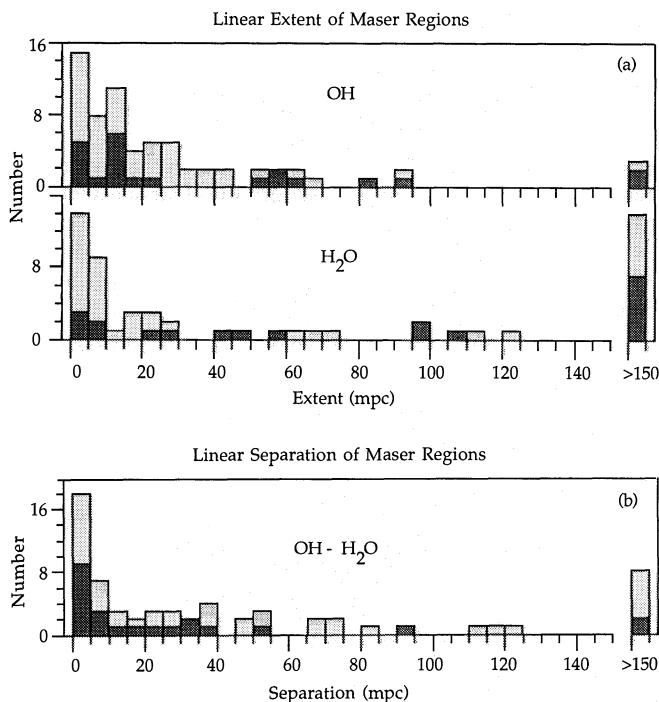 Linear Extent of Maser Regions
16
(a)
OH
8
0
Number
H2O
8
0
0 20 40 60 80 100 120 140 >150
Extent (mpc)
Linear Separation of Maser Regions
(b)
16
OH - H2O
Number
8
0
0 20 40 60 80 100 120 >150
Separation (mpc)